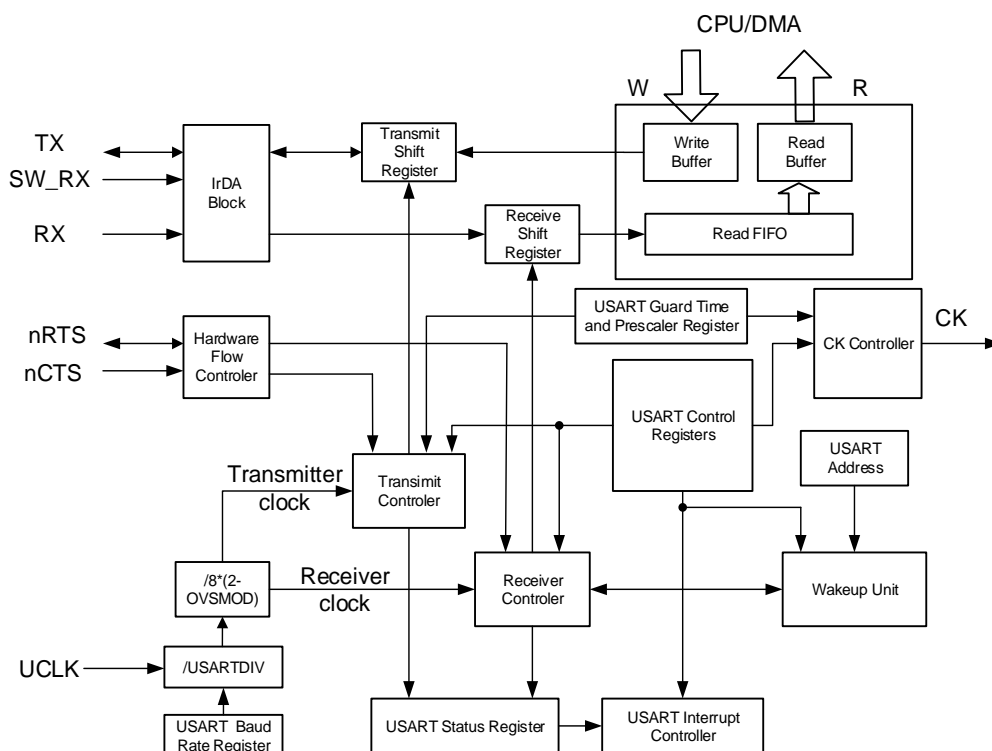 CPU/DMA
W
R
TX
SW_RX
RX
IrDA
Block
Transmit
Shift
Register
Write
Buffer
Read
Buffer
Receive
Shift
Register
Read FIFO
nRTS
nCTS
Hardware
Flow
Controler
USART Guard Time
and Prescaler Register
CK Controller
CK
USART Control
Registers
USART
Address
Transmitter
clock
Transimit
Controler
/8*(2-
OVSMOD)
Receiver
clock
Receiver
Controler
Wakeup Unit
UCLK
/USARTDIV
USART Baud
Rate Register
USART Status Register
USART Interrupt
Controller